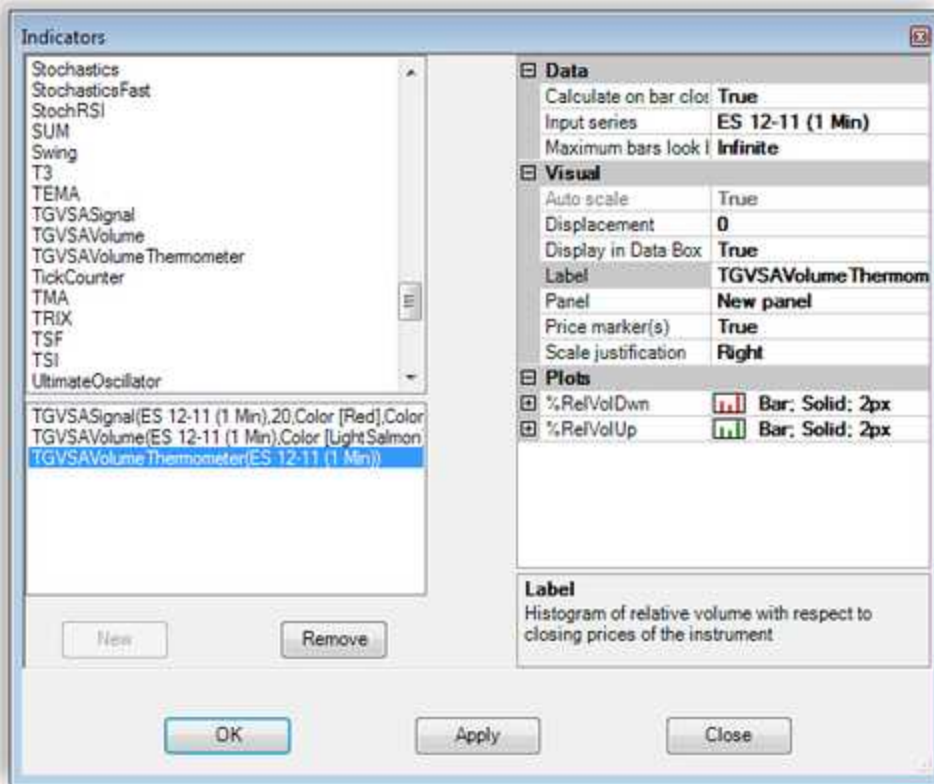 Indicators
Stochastics
StochasticsFast
StochRSI
SUM
Swing
T3
TEMA
TGVSASignal
TGVSAVolume
TGVSAVolumeThermometer
TickCounter
TMA
TRIX
TSF
TSI
UltimateOscillator
TGVSASignal(ES 12-11 (1 Min),20,Color [Red],Color
TGVSAVolume(ES 12-11 (1 Min),Color [LightSalmon
TGVSAVolumeThermometer(ES 12-11 (1 Min))
New
Remove
Data
Calculate on bar clos True
Input series ES 12-11 (1 Min)
Maximum bars look l Infinite
Visual
Auto scale True
Displacement 0
Display in Data Box True
Label TGVSAVolumeThermom
Panel New panel
Price marker(s) True
Scale justification Right
Plots
%RelVolDwn Bar; Solid; 2px
%RelVolUp Bar; Solid; 2px
Label
Histogram of relative volume with respect to
closing prices of the instrument
OK
Apply
Close